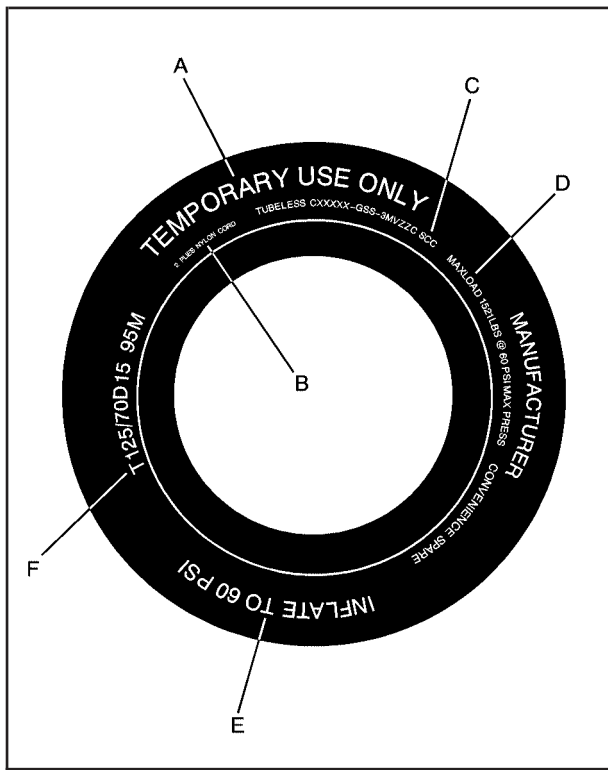 A
C
D
TEMPORARY USE ONLY
TUBELESS CXXXXX-GSS-3MVZZC SCC
2 PLIES NYLON CORD
MAXLOAD 1521LBS @ 60 PSI MAX PRESS
MANUFACTURER
B
T125/70D15 95M
CONVENIENCE SPARE
F
INFLATE TO 60 PSI
E